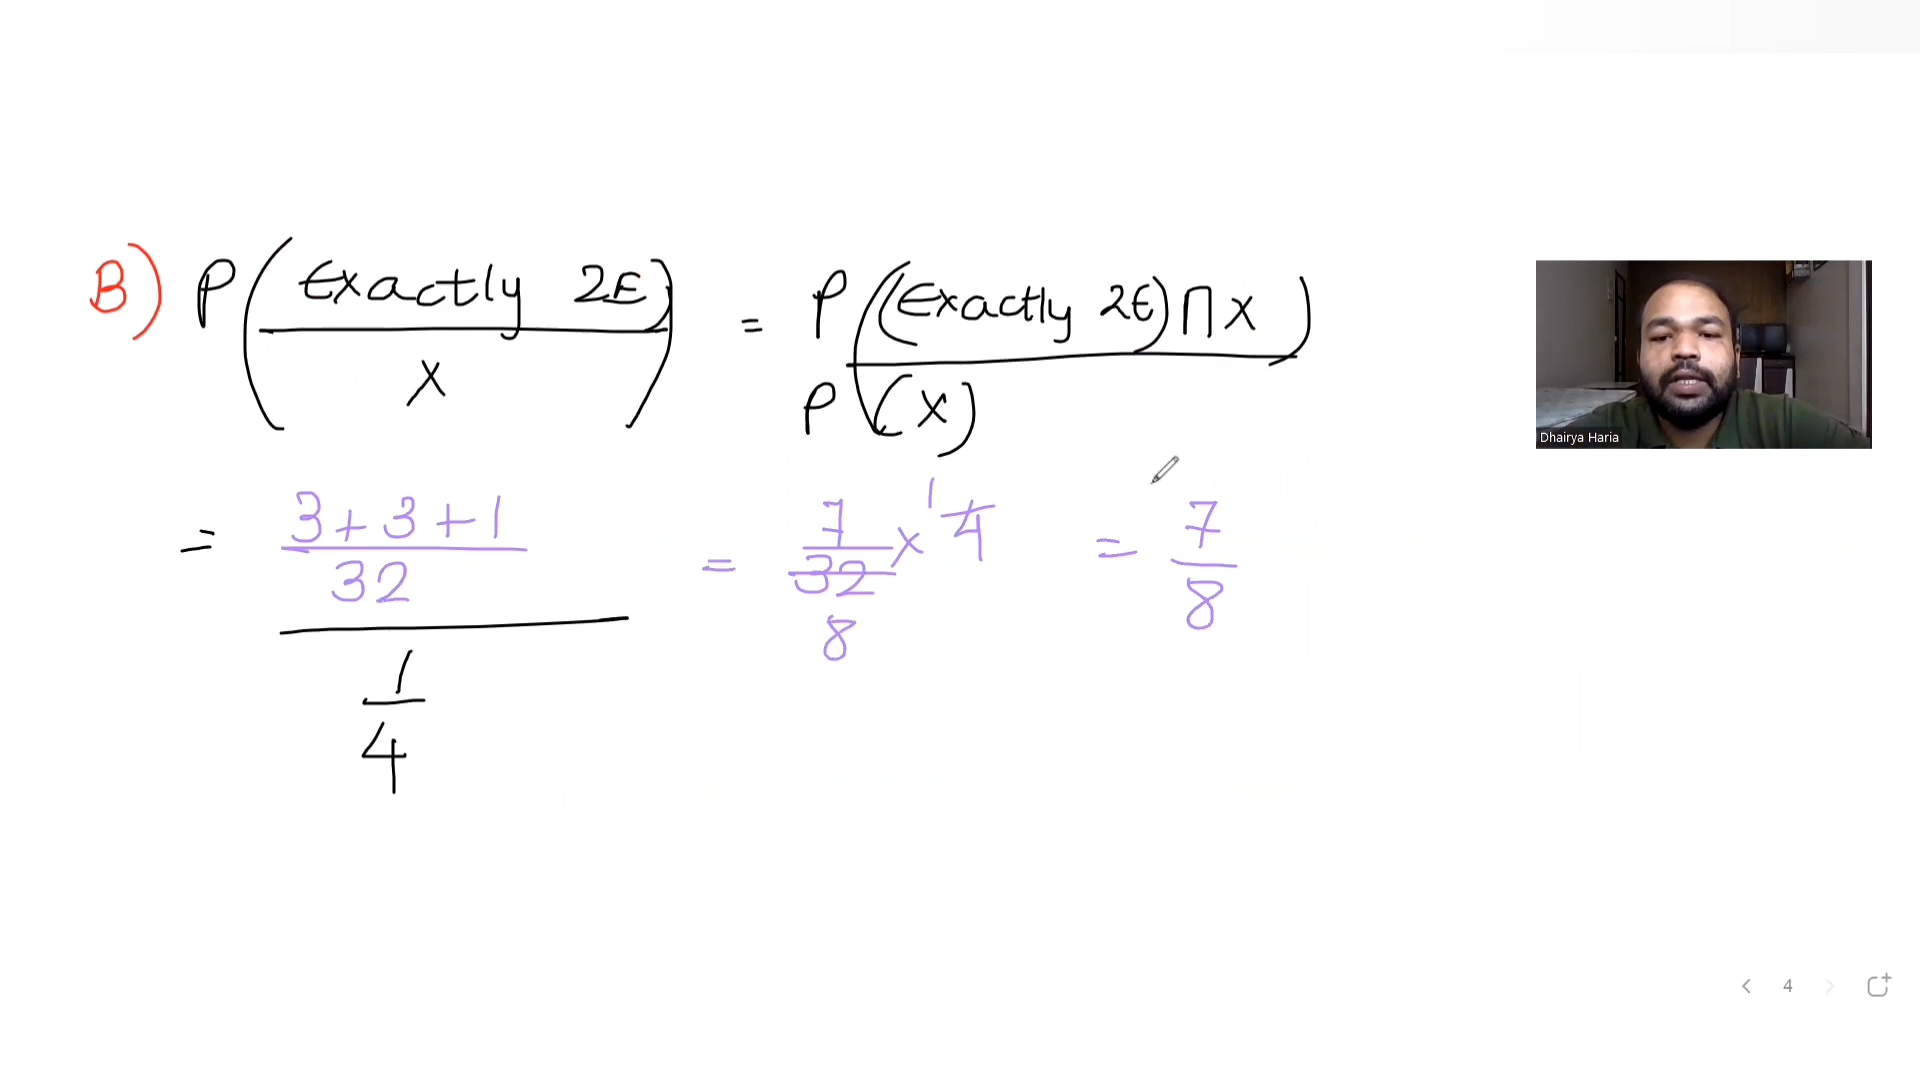 B) P(Exactly 2E / X) = P((Exactly 2E) ∩ X) / P(X)
= (3+3+1 / 32) / (1/4) = 7/32 8 x 1 4 = 7/8
Dhairya Haria
4